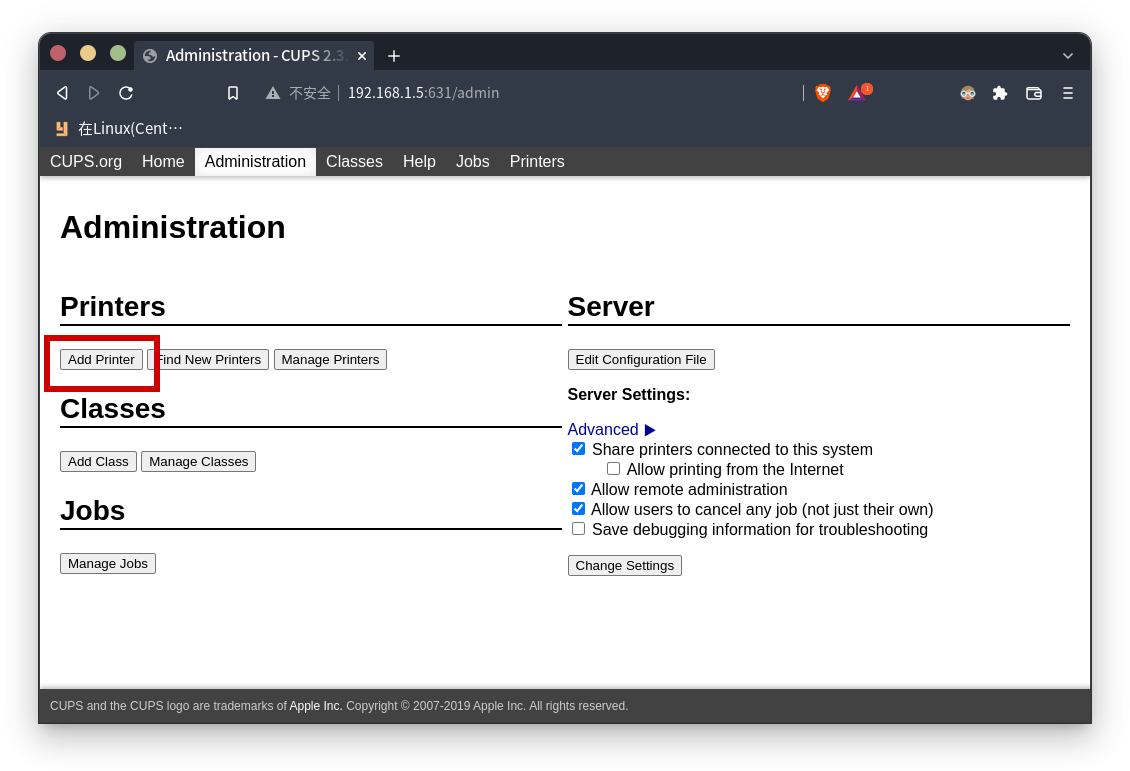 Administration - CUPS 2.3.
不安全 | 192.168.1.5:631/admin
1
在Linux(Cent…
CUPS.org Home Administration Classes Help Jobs Printers
Administration
Printers
Add Printer Find New Printers Manage Printers
Classes
Add Class Manage Classes
Jobs
Manage Jobs
Server
Edit Configuration File
Server Settings:
Advanced
Share printers connected to this system
Allow printing from the Internet
Allow remote administration
Allow users to cancel any job (not just their own)
Save debugging information for troubleshooting
Change Settings
CUPS and the CUPS logo are trademarks of Apple Inc. Copyright © 2007-2019 Apple Inc. All rights reserved.